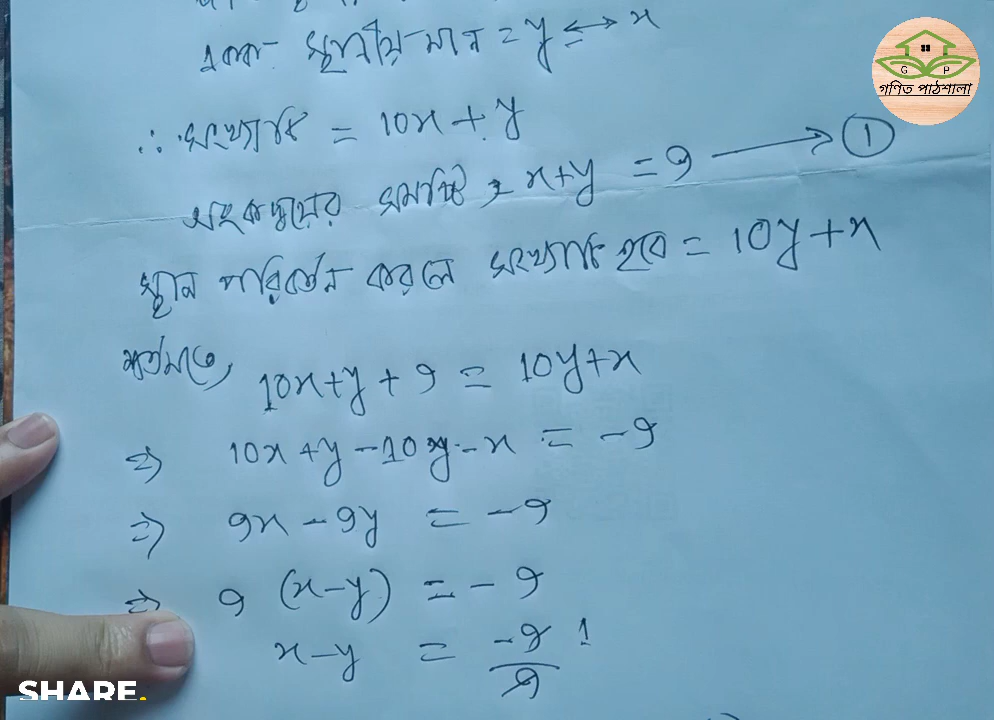 একক স্থানীয় মান = y ↔ x
G P
গণিত পাঠশালা
∴ সংখ্যাটি = 10x + y
অংকদ্বয়ের সমষ্টি, x+y = 9 ⟶ ①
স্থান পরিবর্তন করলে সংখ্যাটি হবে = 10y + x
শর্তমতে,
10x + y + 9 = 10y + x
⇒ 10x + y - 10y - x = -9
⇒ 9x - 9y = -9
⇒ 9 (x - y) = -9
x - y = -9/9 1
SHARE.